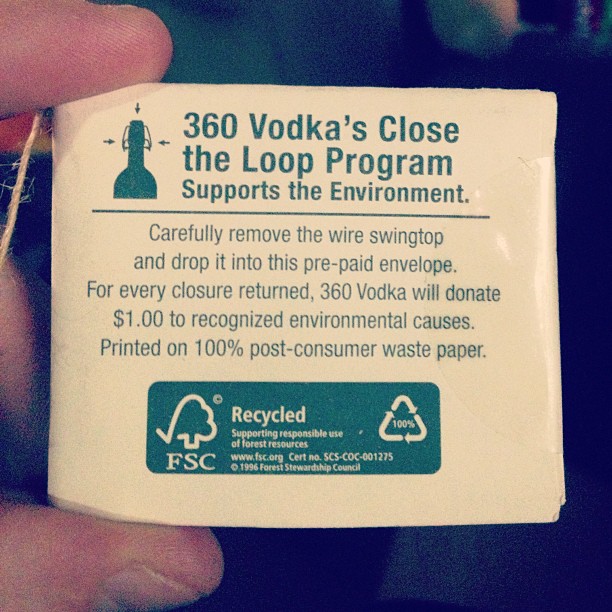 360 Vodka's Close
the Loop Program
Supports the Environment.
Carefully remove the wire swingtop
and drop it into this pre-paid envelope.
For every closure returned, 360 Vodka will donate
$1.00 to recognized environmental causes.
Printed on 100% post-consumer waste paper.
©
FSC
Recycled
Supporting responsible use
of forest resources
www.fsc.org Cert no. SCS-COC-001275
© 1996 Forest Stewardship Council
100%